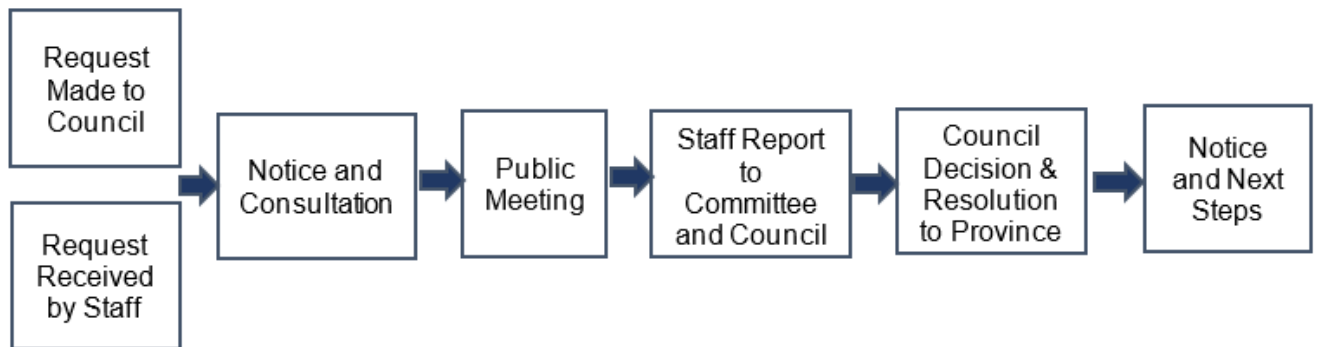 Request
Made to
Council
Request
Received
by Staff
Notice and
Consultation
Public
Meeting
Staff Report
to
Committee
and Council
Council
Decision &
Resolution
to Province
Notice
and Next
Steps